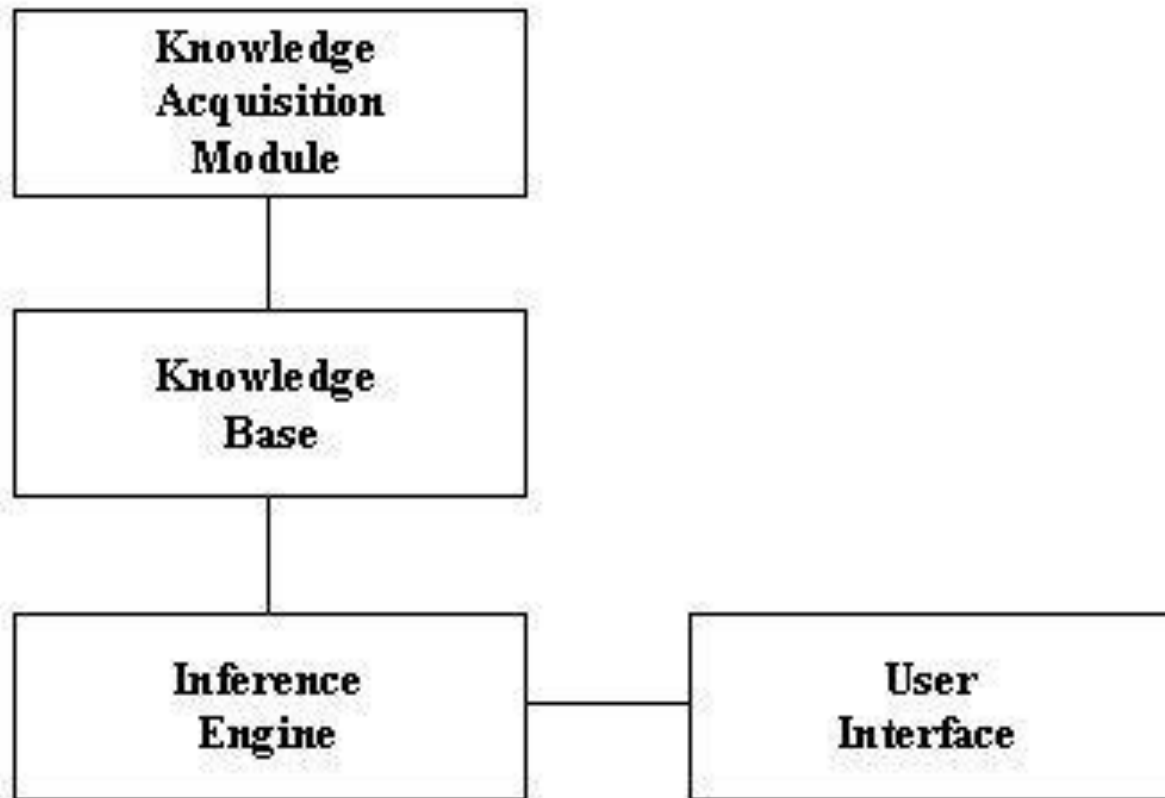 Knowledge
Acquisition
Module
Knowledge
Base
Inference
Engine
User
Interface